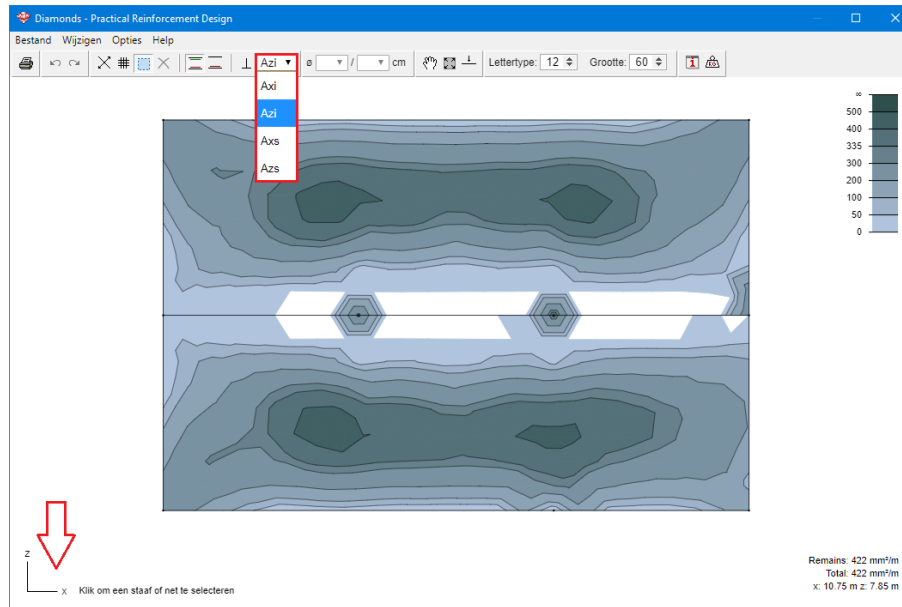 Diamonds - Practical Reinforcement Design
Bestand Wijzigen Opties Help
Azi ▼ ø / cm Lettertype: 12 Grootte: 60
Axi
Azi
Axs
Azs
∞
500
400
335
300
200
100
50
0
z
x Klik om een staaf of net te selecteren
Remains: 422 mm²/m
Total: 422 mm²/m
x: 10.75 m z: 7.85 m